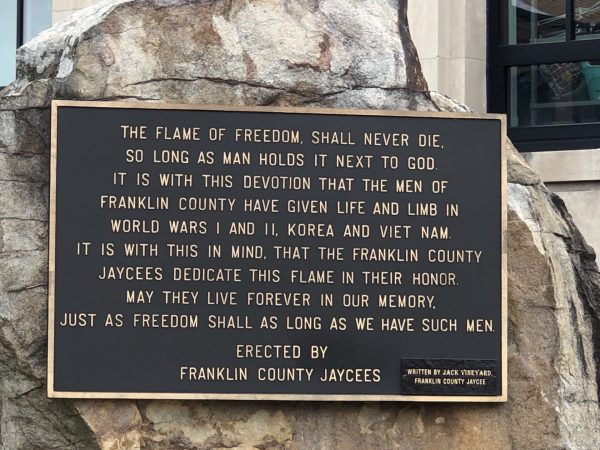 THE FLAME OF FREEDOM, SHALL NEVER DIE,
SO LONG AS MAN HOLDS IT NEXT TO GOD.
IT IS WITH THIS DEVOTION THAT THE MEN OF
FRANKLIN COUNTY HAVE GIVEN LIFE AND LIMB IN
WORLD WARS I AND II, KOREA AND VIET NAM.
IT IS WITH THIS IN MIND, THAT THE FRANKLIN COUNTY
JAYCEES DEDICATE THIS FLAME IN THEIR HONOR.
MAY THEY LIVE FOREVER IN OUR MEMORY,
JUST AS FREEDOM SHALL AS LONG AS WE HAVE SUCH MEN.
ERECTED BY
FRANKLIN COUNTY JAYCEES
WRITTEN BY JACK VINEYARD
FRANKLIN COUNTY JAYCEE